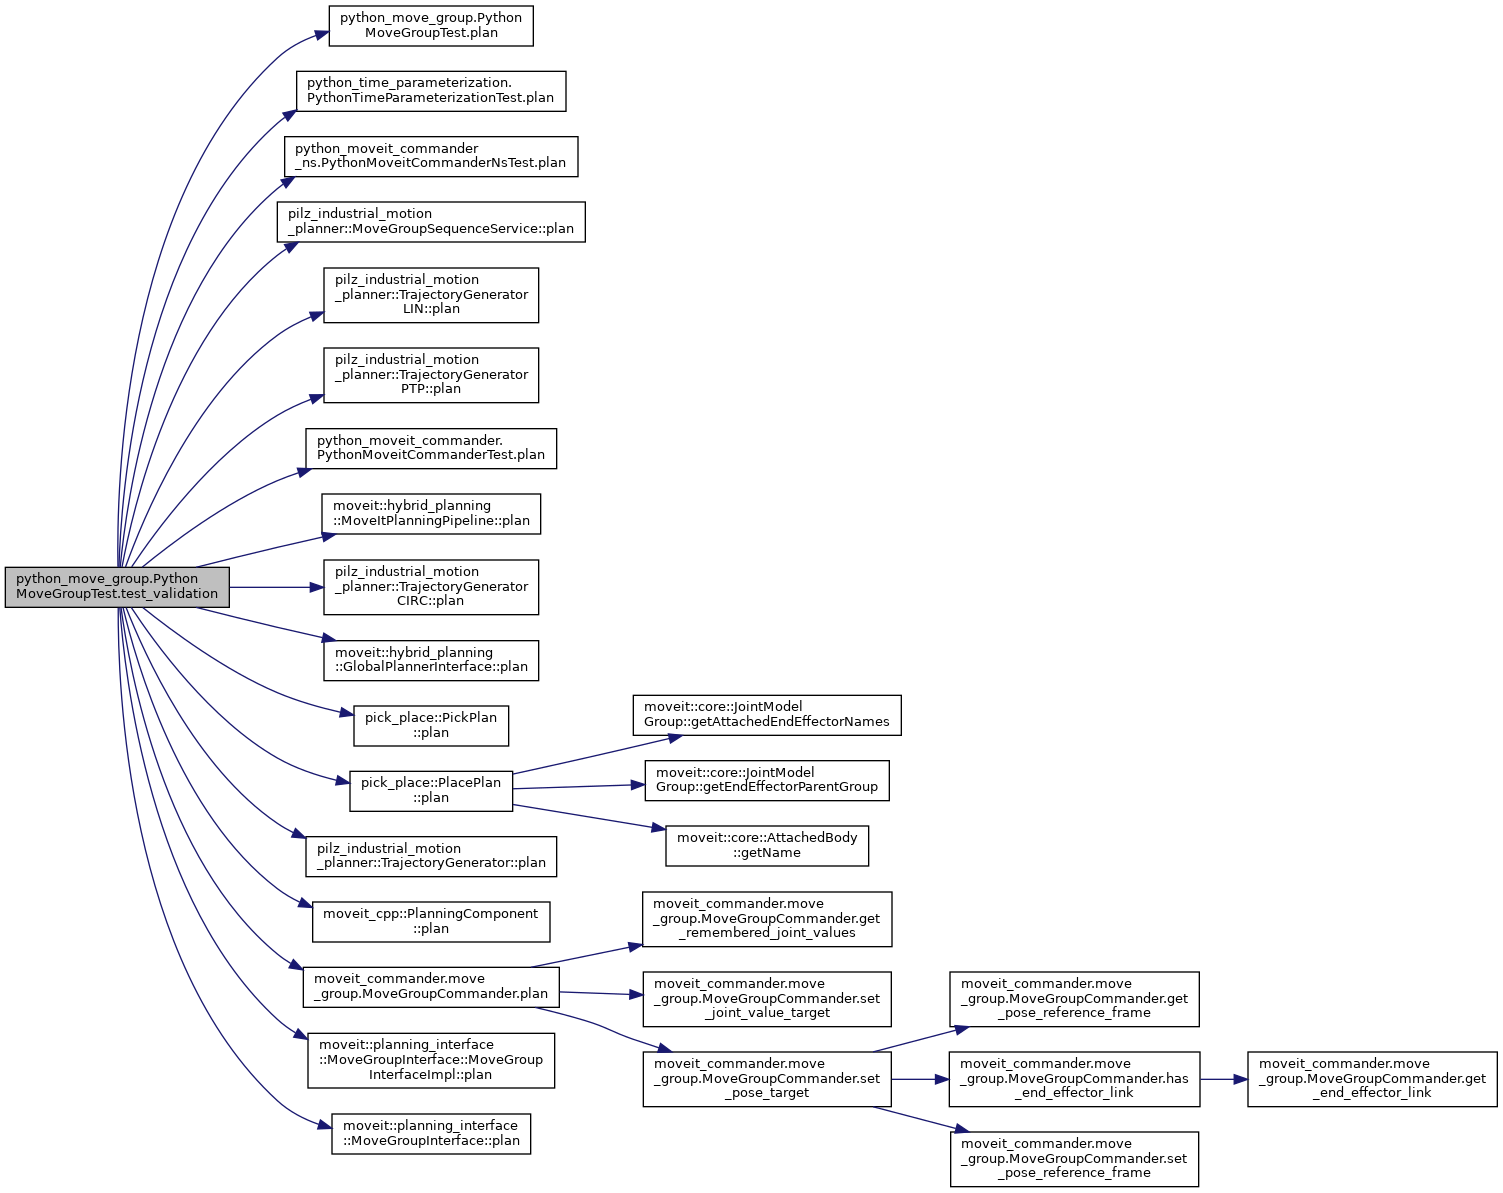 python_move_group.Python
MoveGroupTest.plan
python_time_parameterization.
PythonTimeParameterizationTest.plan
python_moveit_commander
_ns.PythonMoveitCommanderNsTest.plan
pilz_industrial_motion
_planner::MoveGroupSequenceService::plan
pilz_industrial_motion
_planner::TrajectoryGenerator
LIN::plan
pilz_industrial_motion
_planner::TrajectoryGenerator
PTP::plan
python_moveit_commander.
PythonMoveitCommanderTest.plan
moveit::hybrid_planning
::MoveItPlanningPipeline::plan
python_move_group.Python
MoveGroupTest.test_validation
pilz_industrial_motion
_planner::TrajectoryGenerator
CIRC::plan
moveit::hybrid_planning
::GlobalPlannerInterface::plan
pick_place::PickPlan
::plan
pick_place::PlacePlan
::plan
moveit::core::JointModel
Group::getAttachedEndEffectorNames
moveit::core::JointModel
Group::getEndEffectorParentGroup
moveit::core::AttachedBody
::getName
pilz_industrial_motion
_planner::TrajectoryGenerator::plan
moveit_cpp::PlanningComponent
::plan
moveit_commander.move
_group.MoveGroupCommander.plan
moveit_commander.move
_group.MoveGroupCommander.get
_remembered_joint_values
moveit_commander.move
_group.MoveGroupCommander.set
_joint_value_target
moveit_commander.move
_group.MoveGroupCommander.set
_pose_target
moveit_commander.move
_group.MoveGroupCommander.get
_pose_reference_frame
moveit_commander.move
_group.MoveGroupCommander.has
_end_effector_link
moveit_commander.move
_group.MoveGroupCommander.get
_end_effector_link
moveit_commander.move
_group.MoveGroupCommander.set
_pose_reference_frame
moveit::planning_interface
::MoveGroupInterface::MoveGroup
InterfaceImpl::plan
moveit::planning_interface
::MoveGroupInterface::plan